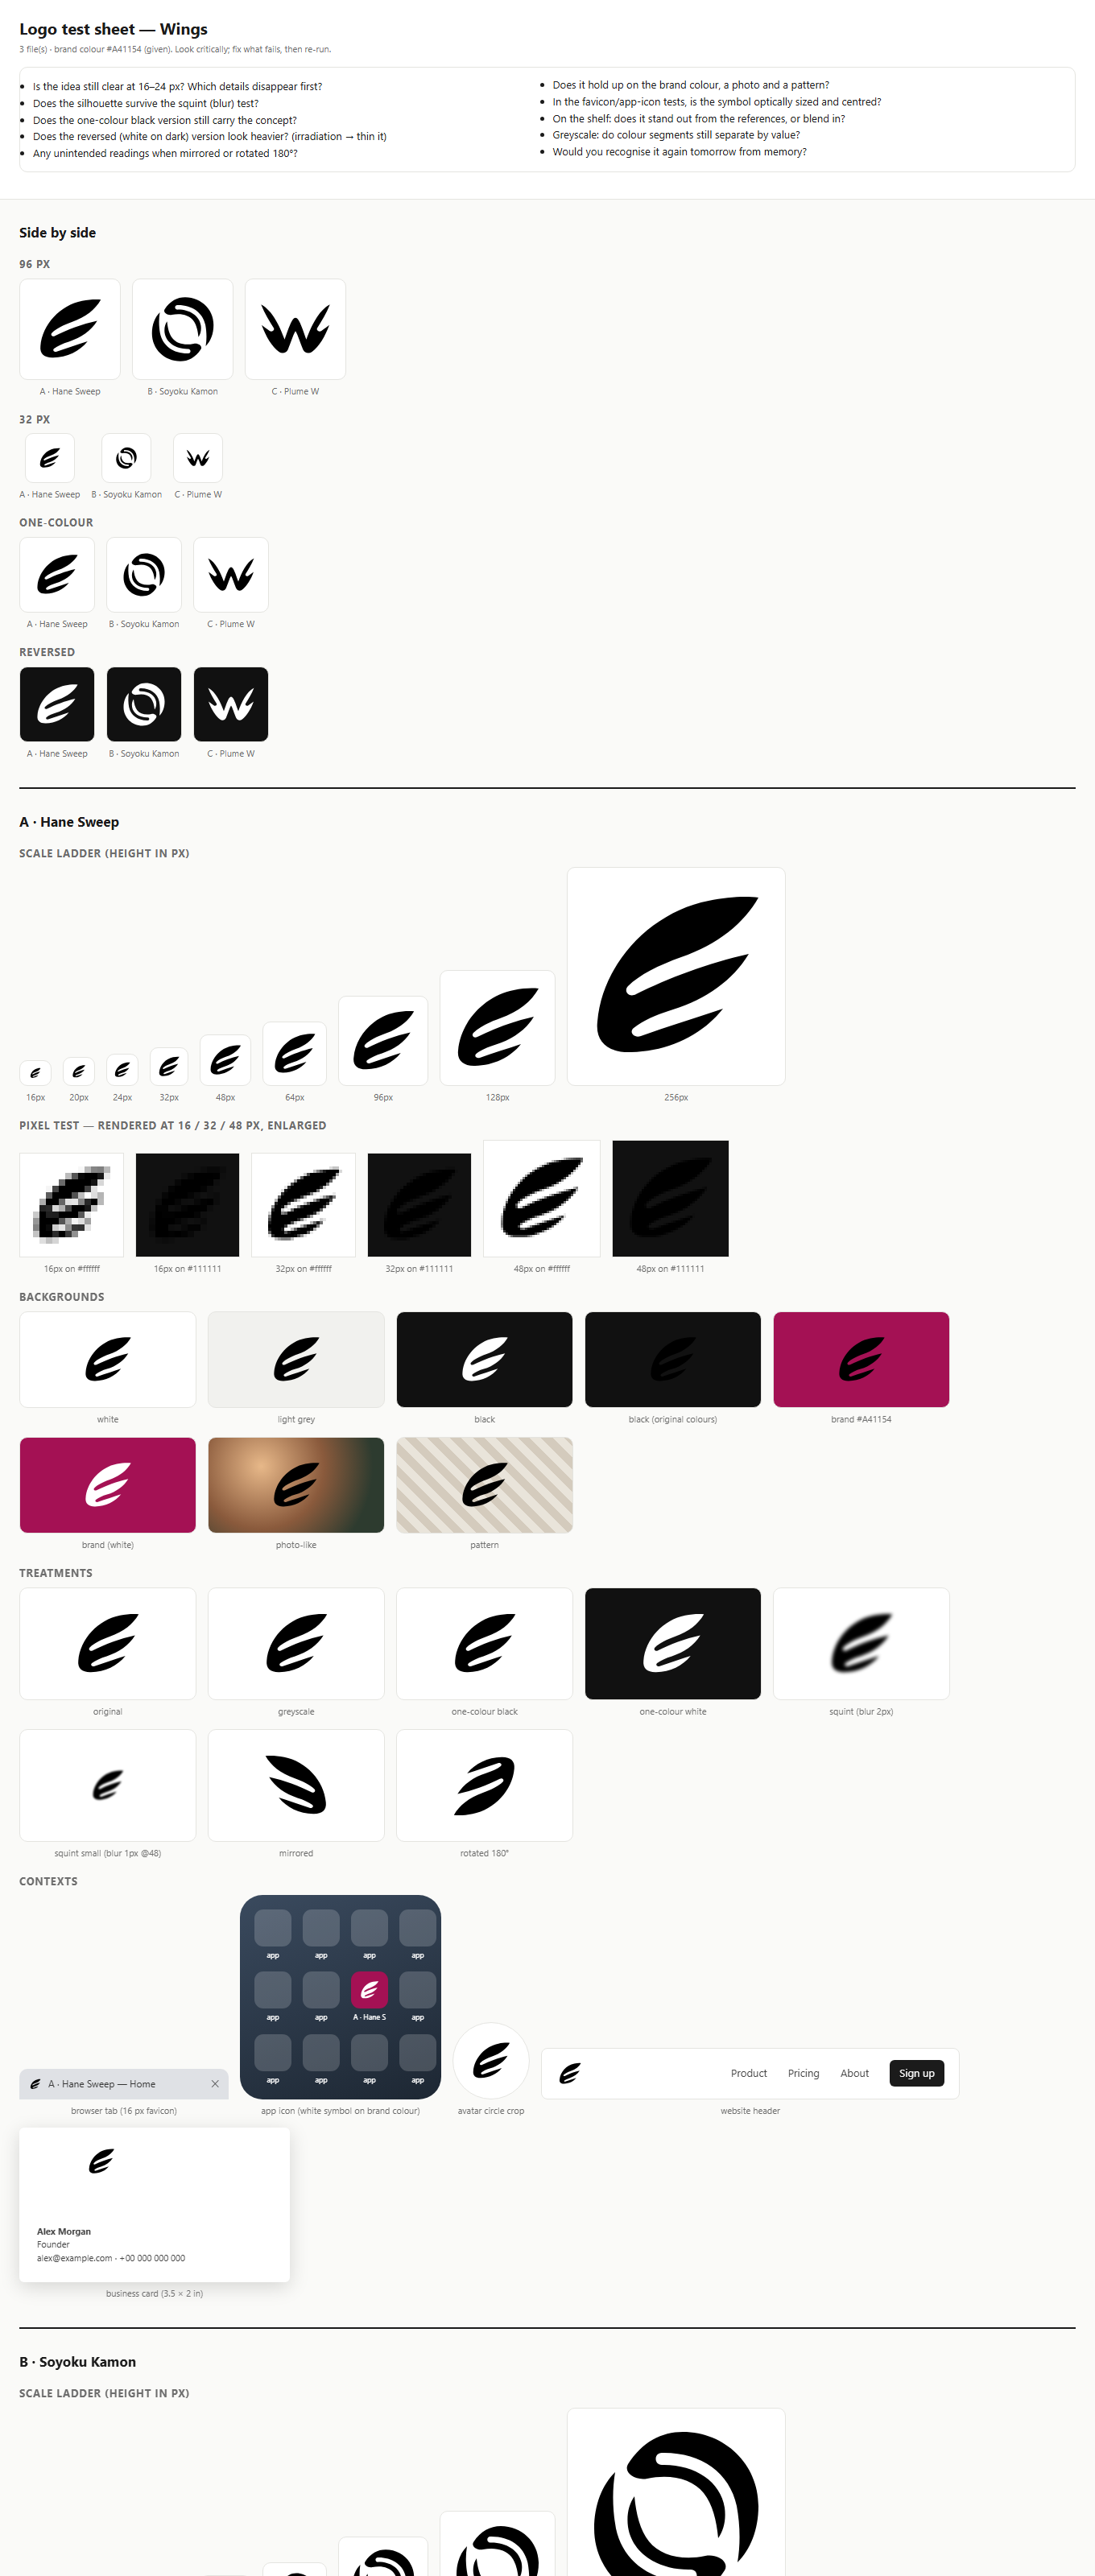 Logo test sheet — Wings
3 file(s) · brand colour #A41154 (given). Look critically; fix what fails, then re-run.
Is the idea still clear at 16–24 px? Which details disappear first?
Does the silhouette survive the squint (blur) test?
Does the one-colour black version still carry the concept?
Does the reversed (white on dark) version look heavier? (irradiation → thin it)
Any unintended readings when mirrored or rotated 180°?
Does it hold up on the brand colour, a photo and a pattern?
In the favicon/app-icon tests, is the symbol optically sized and centred?
On the shelf: does it stand out from the references, or blend in?
Greyscale: do colour segments still separate by value?
Would you recognise it again tomorrow from memory?
Side by side
96 PX
A · Hane Sweep
B · Soyoku Kamon
C · Plume W
32 PX
A · Hane Sweep
B · Soyoku Kamon
C · Plume W
ONE-COLOUR
A · Hane Sweep
B · Soyoku Kamon
C · Plume W
REVERSED
A · Hane Sweep
B · Soyoku Kamon
C · Plume W
A · Hane Sweep
SCALE LADDER (HEIGHT IN PX)
16px
20px
24px
32px
48px
64px
96px
128px
256px
PIXEL TEST — RENDERED AT 16 / 32 / 48 PX, ENLARGED
16px on #ffffff
16px on #111111
32px on #ffffff
32px on #111111
48px on #ffffff
48px on #111111
BACKGROUNDS
white
light grey
black
black (original colours)
brand #A41154
brand (white)
photo-like
pattern
TREATMENTS
original
greyscale
one-colour black
one-colour white
squint (blur 2px)
squint small (blur 1px @48)
mirrored
rotated 180°
CONTEXTS
A · Hane Sweep — Home
×
browser tab (16 px favicon)
app
app
app
app
app
app
A · Hane S
app
app
app
app
app
app icon (white symbol on brand colour)
avatar circle crop
Product
Pricing
About
Sign up
website header
Alex Morgan
Founder
alex@example.com · +00 000 000 000
business card (3.5 × 2 in)
B · Soyoku Kamon
SCALE LADDER (HEIGHT IN PX)